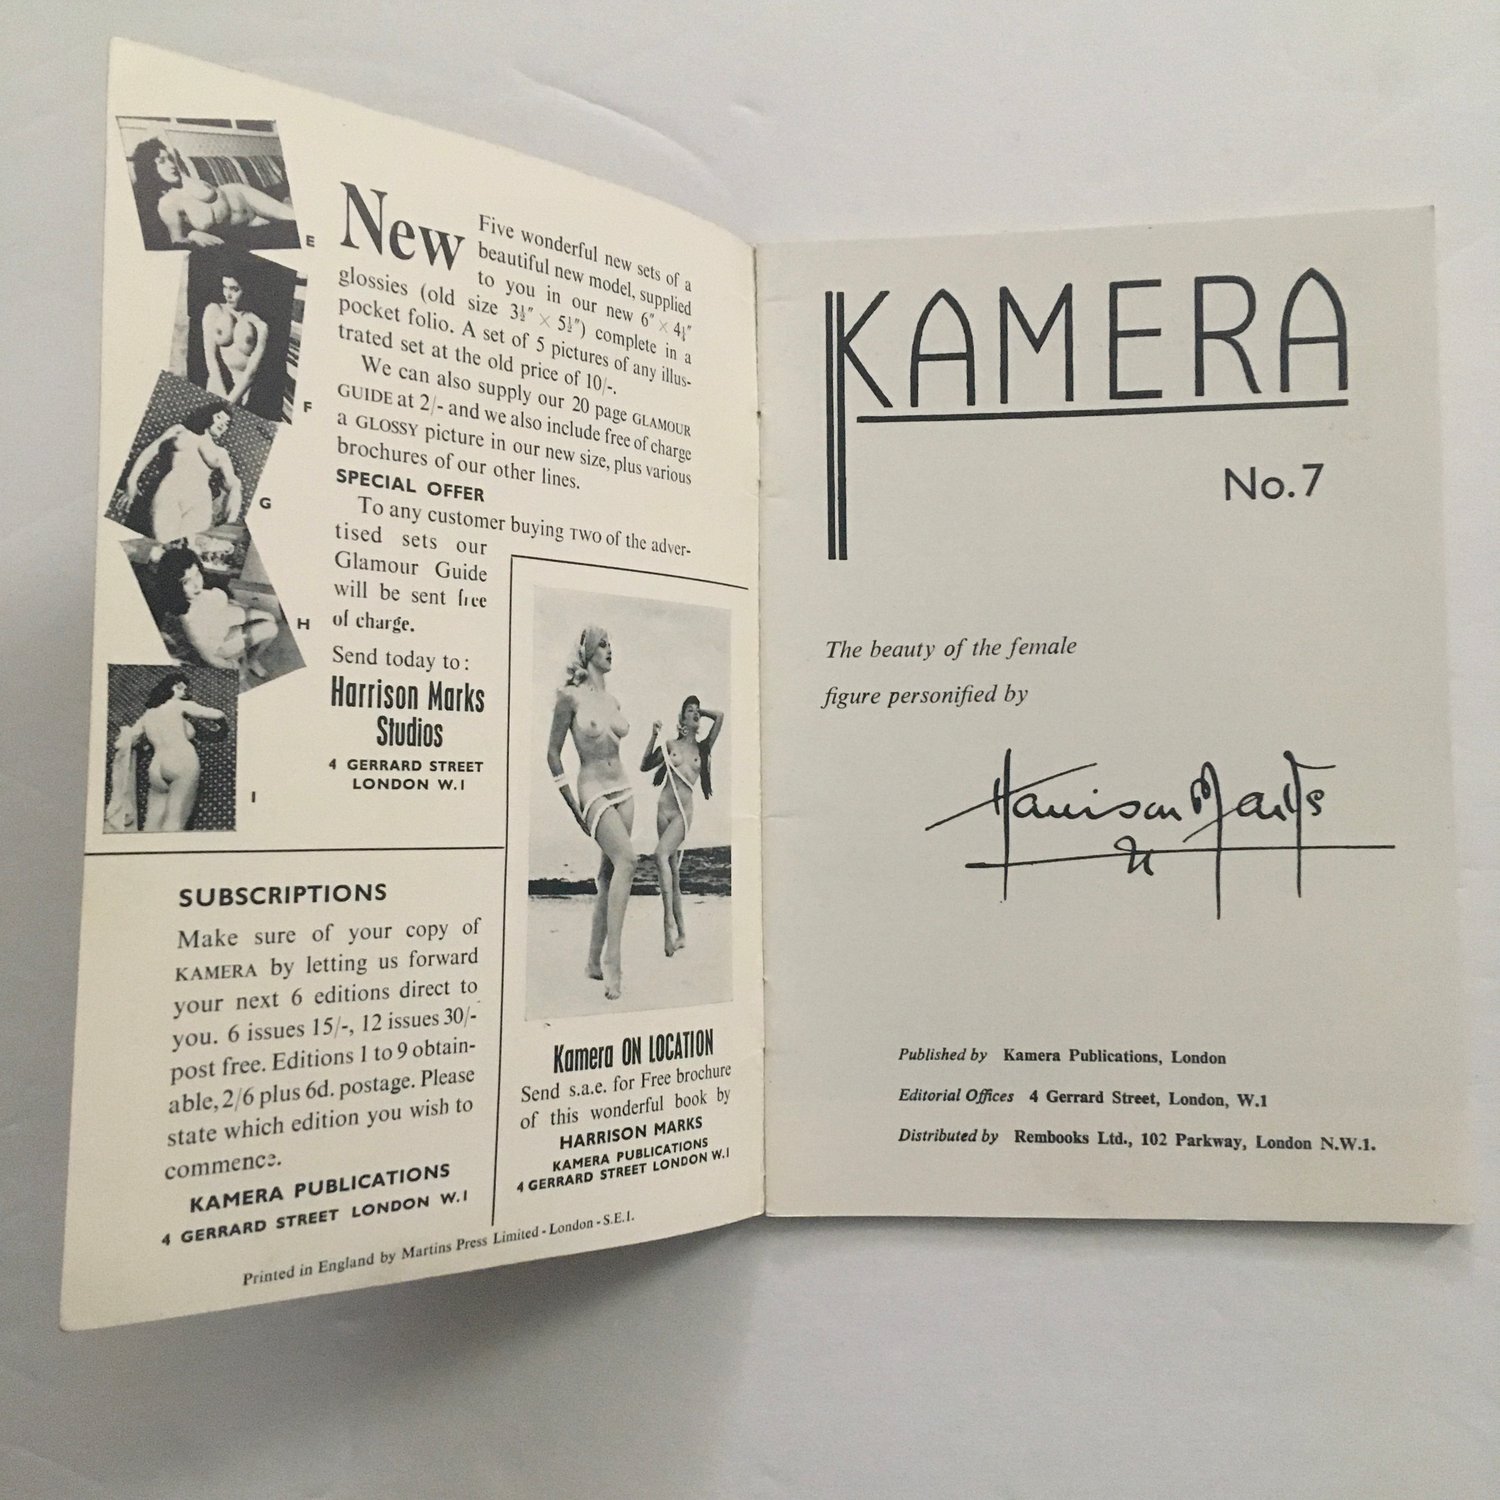 E
F
G
H
I
New
Five wonderful new sets of a
beautiful new model, supplied
to you in our new 6" × 4¼"
glossies (old size 3½" × 5½") complete in a
pocket folio. A set of 5 pictures of any illus-
trated set at the old price of 10/-.
We can also supply our 20 page GLAMOUR
GUIDE at 2/- and we also include free of charge
a GLOSSY picture in our new size, plus various
brochures of our other lines.
SPECIAL OFFER
To any customer buying TWO of the adver-
tised sets our
Glamour Guide
will be sent free
of charge.
Send today to:
Harrison Marks
Studios
4 GERRARD STREET
LONDON W.1
SUBSCRIPTIONS
Make sure of your copy of
KAMERA by letting us forward
your next 6 editions direct to
you. 6 issues 15/-, 12 issues 30/-
post free. Editions 1 to 9 obtain-
able, 2/6 plus 6d. postage. Please
state which edition you wish to
commence.
KAMERA PUBLICATIONS
4 GERRARD STREET LONDON W.1
Kamera ON LOCATION
Send s.a.e. for Free brochure
of this wonderful book by
HARRISON MARKS
KAMERA PUBLICATIONS
4 GERRARD STREET LONDON W.1
Printed in England by Martins Press Limited - London - S.E.1.
KAMERA
No.7
The beauty of the female
figure personified by
Harrison Marks
Published by Kamera Publications, London
Editorial Offices 4 Gerrard Street, London, W.1
Distributed by Rembooks Ltd., 102 Parkway, London N.W.1.